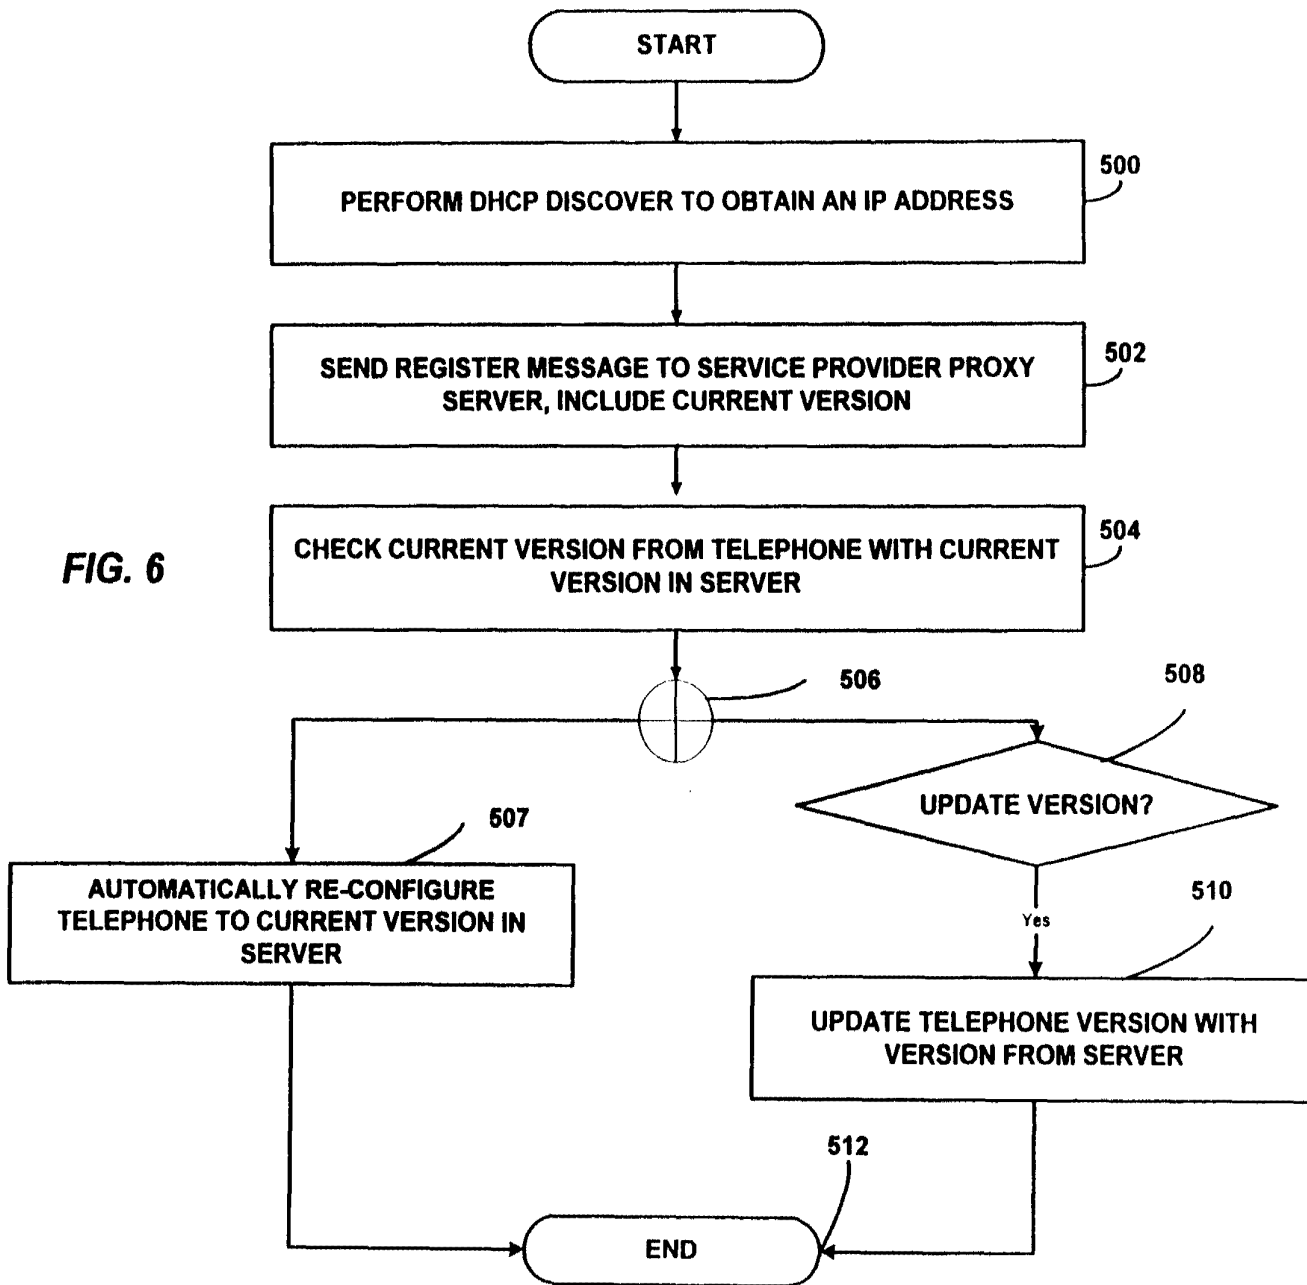 START
500
PERFORM DHCP DISCOVER TO OBTAIN AN IP ADDRESS
502
SEND REGISTER MESSAGE TO SERVICE PROVIDER PROXY
SERVER, INCLUDE CURRENT VERSION
504
CHECK CURRENT VERSION FROM TELEPHONE WITH CURRENT
VERSION IN SERVER
FIG. 6
506
508
UPDATE VERSION?
507
AUTOMATICALLY RE-CONFIGURE
TELEPHONE TO CURRENT VERSION IN
SERVER
Yes
510
UPDATE TELEPHONE VERSION WITH
VERSION FROM SERVER
512
END